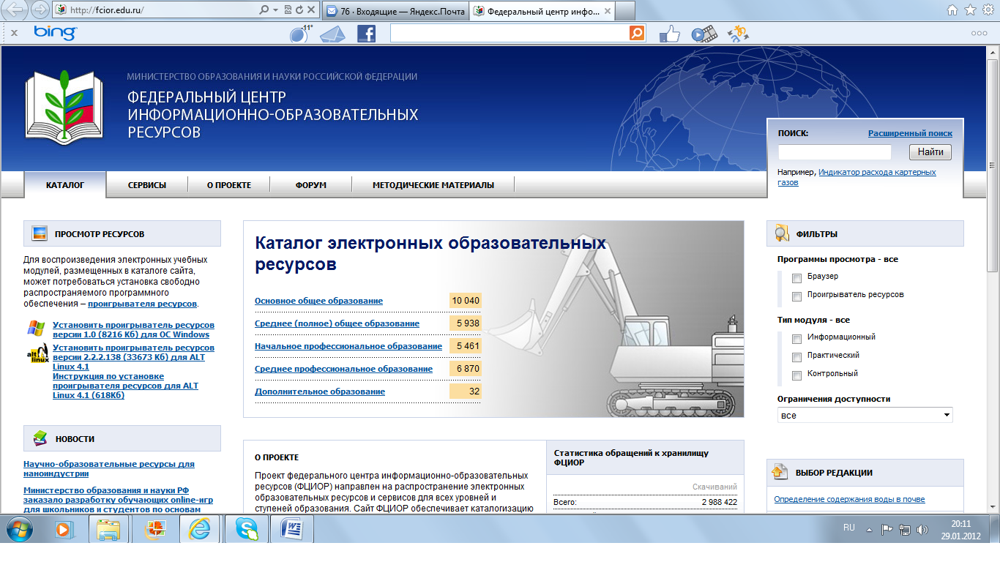 http://fcior.edu.ru/
76 · Входящие — Яндекс.Почта
Федеральный центр инфо...
bing
11°
МИНИСТЕРСТВО ОБРАЗОВАНИЯ И НАУКИ РОССИЙСКОЙ ФЕДЕРАЦИИ
ФЕДЕРАЛЬНЫЙ ЦЕНТР
ИНФОРМАЦИОННО-ОБРАЗОВАТЕЛЬНЫХ
РЕСУРСОВ
ПОИСК:
Расширенный поиск
Найти
Например, Индикатор расхода картерных
газов
КАТАЛОГ
СЕРВИСЫ
О ПРОЕКТЕ
ФОРУМ
МЕТОДИЧЕСКИЕ МАТЕРИАЛЫ
ПРОСМОТР РЕСУРСОВ
Для воспроизведения электронных учебных
модулей, размещенных в каталоге сайта,
может потребоваться установка свободно
распространяемого программного
обеспечения – проигрывателя ресурсов.
Установить проигрыватель ресурсов
версии 1.0 (8216 Кб) для ОС Windows
alt linux
Установить проигрыватель ресурсов
версии 2.2.2.138 (33673 Кб) для ALT
Linux 4.1
Инструкция по установке
проигрывателя ресурсов для ALT
Linux 4.1 (618Кб)
НОВОСТИ
Научно-образовательные ресурсы для
наноиндустрии
Министерство образования и науки РФ
заказало разработку обучающих online-игр
для школьников и студентов по основам
Каталог электронных образовательных
ресурсов
Основное общее образование 10 040
Среднее (полное) общее образование 5 938
Начальное профессиональное образование 5 461
Среднее профессиональное образование 6 870
Дополнительное образование 32
О ПРОЕКТЕ
Проект федерального центра информационно-образовательных
ресурсов (ФЦИОР) направлен на распространение электронных
образовательных ресурсов и сервисов для всех уровней и
ступеней образования. Сайт ФЦИОР обеспечивает каталогизацию
Статистика обращений к хранилищу
ФЦИОР
Скачиваний
Всего: 2 988 422
ФИЛЬТРЫ
Программы просмотра - все
Браузер
Проигрыватель ресурсов
Тип модуля - все
Информационный
Практический
Контрольный
Ограничения доступности
все
ВЫБОР РЕДАКЦИИ
Определение содержания воды в почве
RU
20:11
29.01.2012